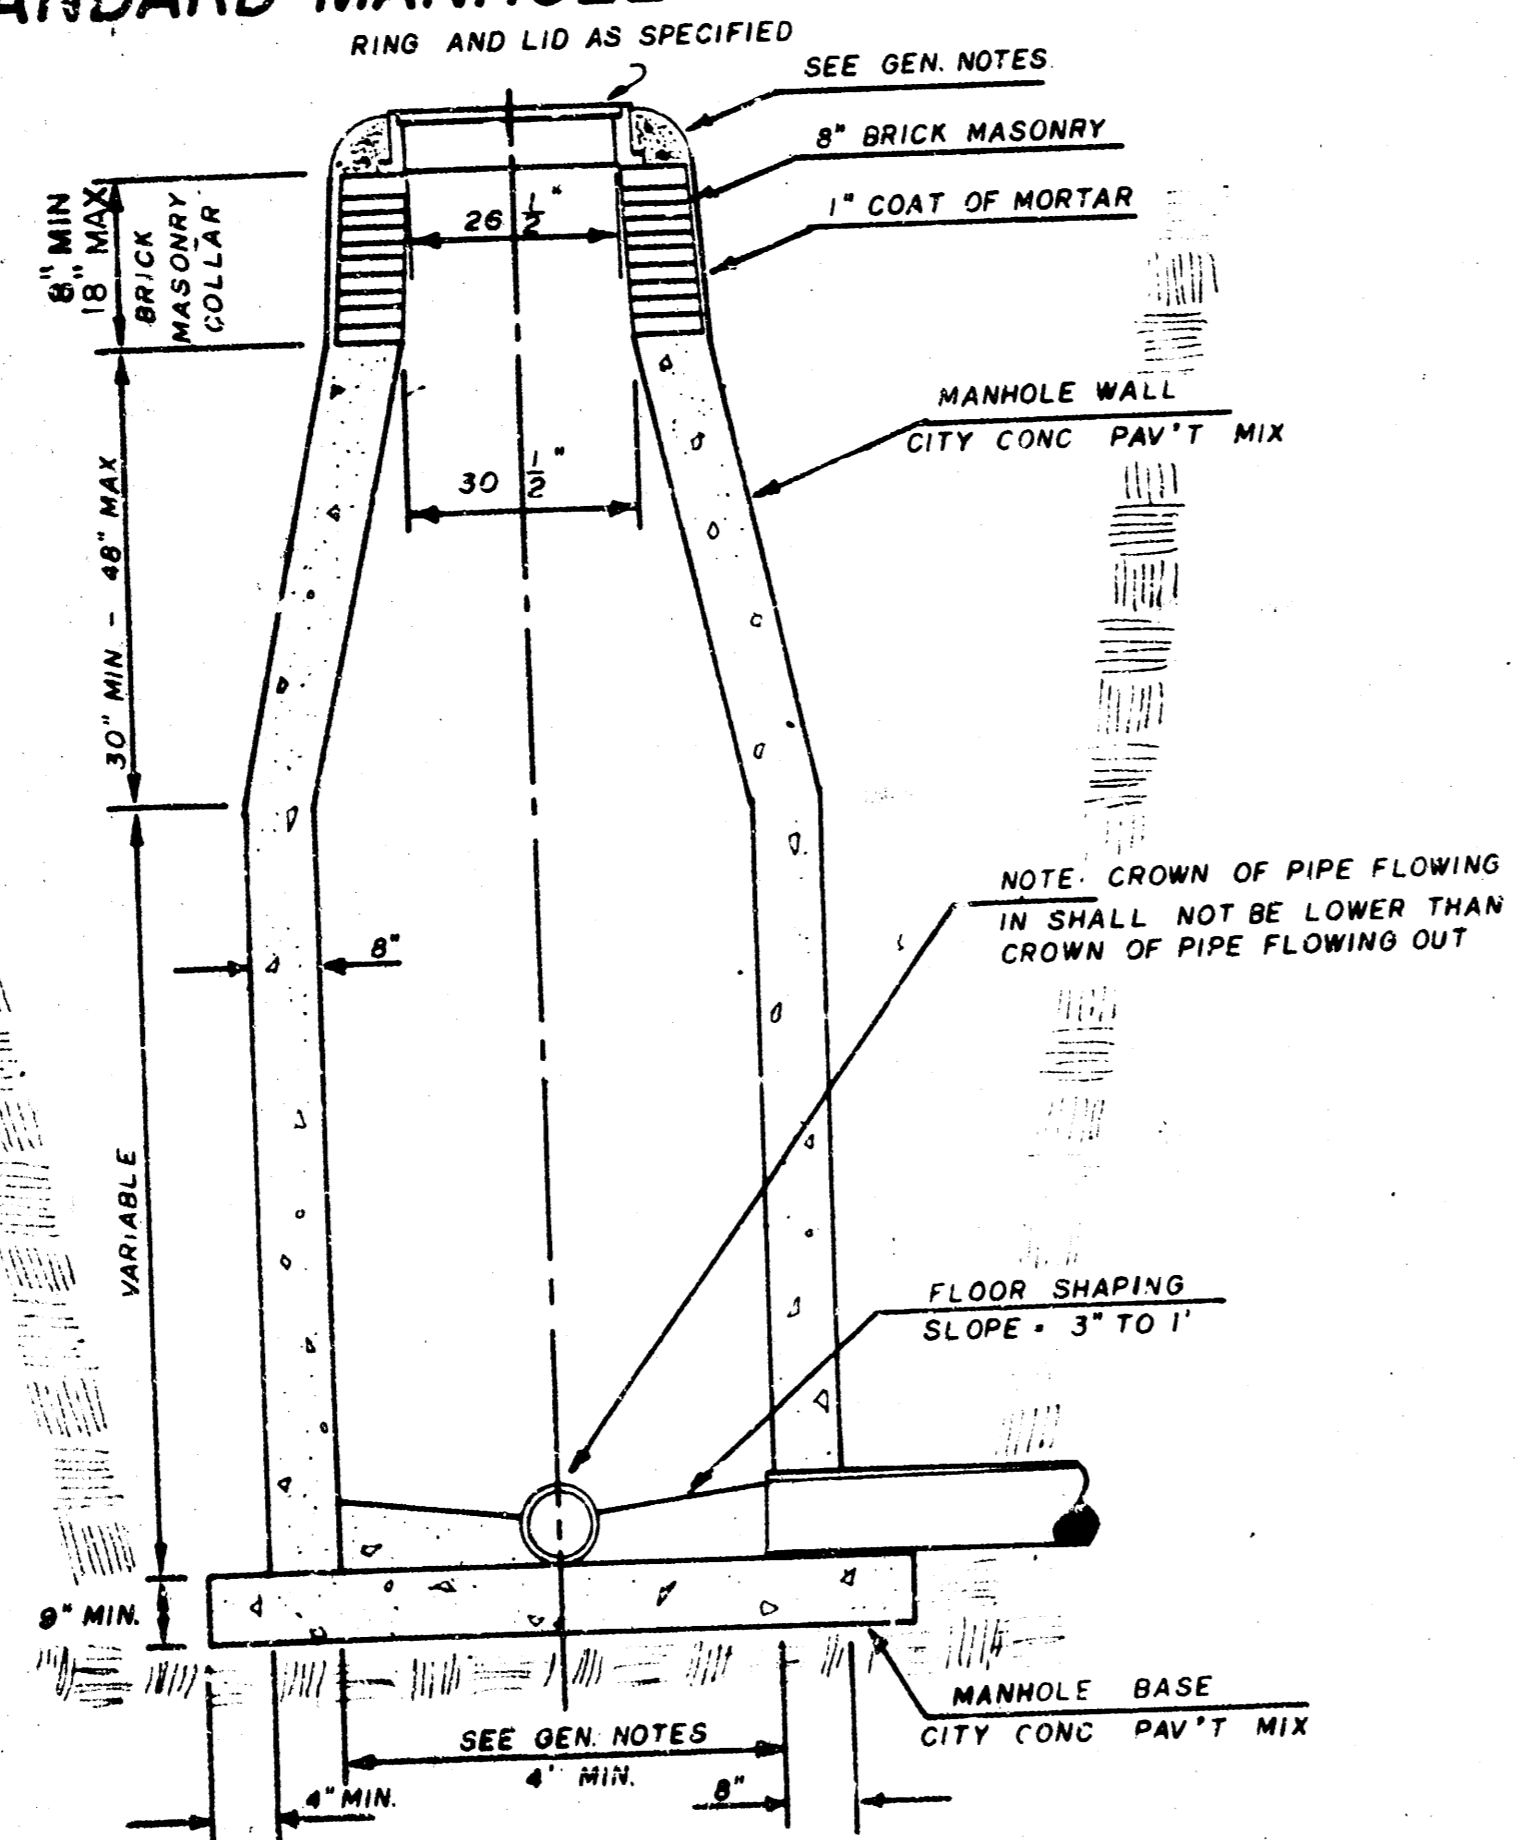 RING AND LID AS SPECIFIED
SEE GEN. NOTES
8" BRICK MASONRY
1" COAT OF MORTAR
8" MIN
18" MAX
BRICK
MASONRY
COLLAR
26 1/2"
MANHOLE WALL
CITY CONC PAV'T MIX
30 1/2"
30" MIN - 48" MAX
NOTE· CROWN OF PIPE FLOWING
IN SHALL NOT BE LOWER THAN
CROWN OF PIPE FLOWING OUT
8"
VARIABLE
FLOOR SHAPING
SLOPE = 3" TO 1'
9" MIN.
MANHOLE BASE
CITY CONC PAV'T MIX
SEE GEN. NOTES
4' MIN.
4" MIN.
8"